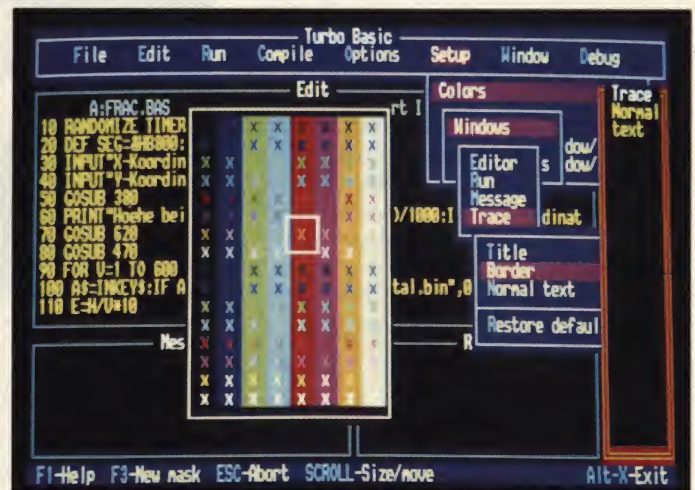 Turbo Basic
File Edit Run Compile Options Setup Window Debug
Edit
A:FRAC.BAS
rt I
10 RANDOMIZE TIMER
20 DEF SEG=&HB800:
30 INPUT"X-Koordin
40 INPUT"Y-Koordin
50 GOSUB 380
60 PRINT"Hoehe bei )/1000:I dinat
70 GOSUB 620
80 GOSUB 470
90 FOR U=1 TO 600
100 A$=INKEY$:IF A tal.bin",0
110 E=H/U*10
Colors
Windows
dow/
s dow/
Editor
Run
Message
Trace
Title
Border
Normal text
Restore defaul
Trace
Normal
text
Mes
R
F1-Help F3-New mask ESC-Abort SCROLL-Size/move Alt-X-Exit